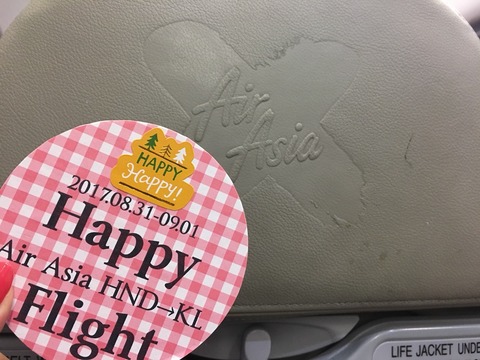 Air
Asia
HAPPY
Happy!
2017.08.31-09.01
Happy
Air Asia HND→KL
Flight
LIFE JACKET UNDE